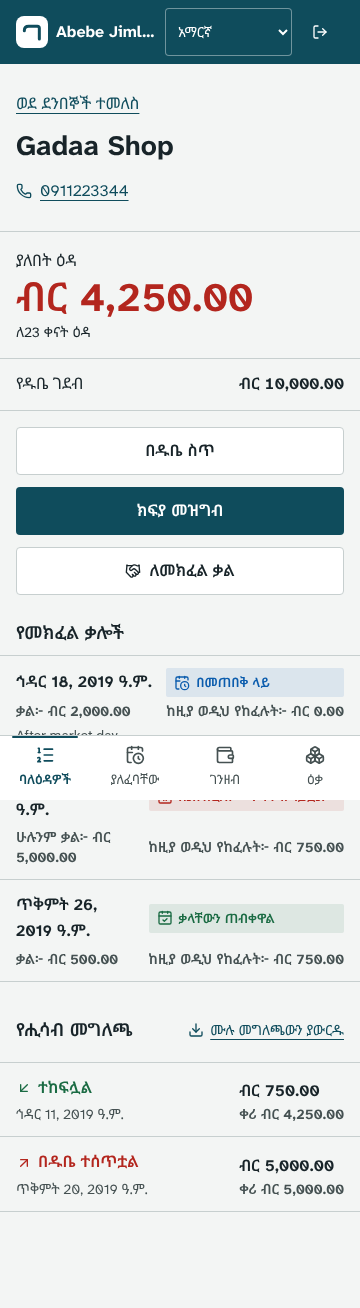 Abebe Jiml...
አማርኛ
ወደ ደንበኞች ተመለስ
Gadaa Shop
0911223344
ያለበት ዕዳ
ብር 4,250.00
ለ23 ቀናት ዕዳ
የዱቤ ገደብ
ብር 10,000.00
በዱቤ ስጥ
ክፍያ መዝግብ
ለመክፈል ቃል
የመክፈል ቃሎች
ኅዳር 18, 2019 ዓ.ም.
በመጠበቅ ላይ
ቃል፦ ብር 2,000.00
ከዚያ ወዲህ የከፈሉት፦ ብር 0.00
After market day
ባለዕዳዎች
ያለፈባቸው
ገንዘብ
ዕቃ
ዓ.ም.
ሁሉንም ቃል፦ ብር
5,000.00
ከዚያ ወዲህ የከፈሉት፦ ብር 750.00
ጥቅምት 26,
2019 ዓ.ም.
ቃላቸውን ጠብቀዋል
ቃል፦ ብር 500.00
ከዚያ ወዲህ የከፈሉት፦ ብር 750.00
የሒሳብ መግለጫ
ሙሉ መግለጫውን ያውርዱ
ተከፍሏል
ብር 750.00
ኅዳር 11, 2019 ዓ.ም.
ቀሪ ብር 4,250.00
በዱቤ ተሰጥቷል
ብር 5,000.00
ጥቅምት 20, 2019 ዓ.ም.
ቀሪ ብር 5,000.00